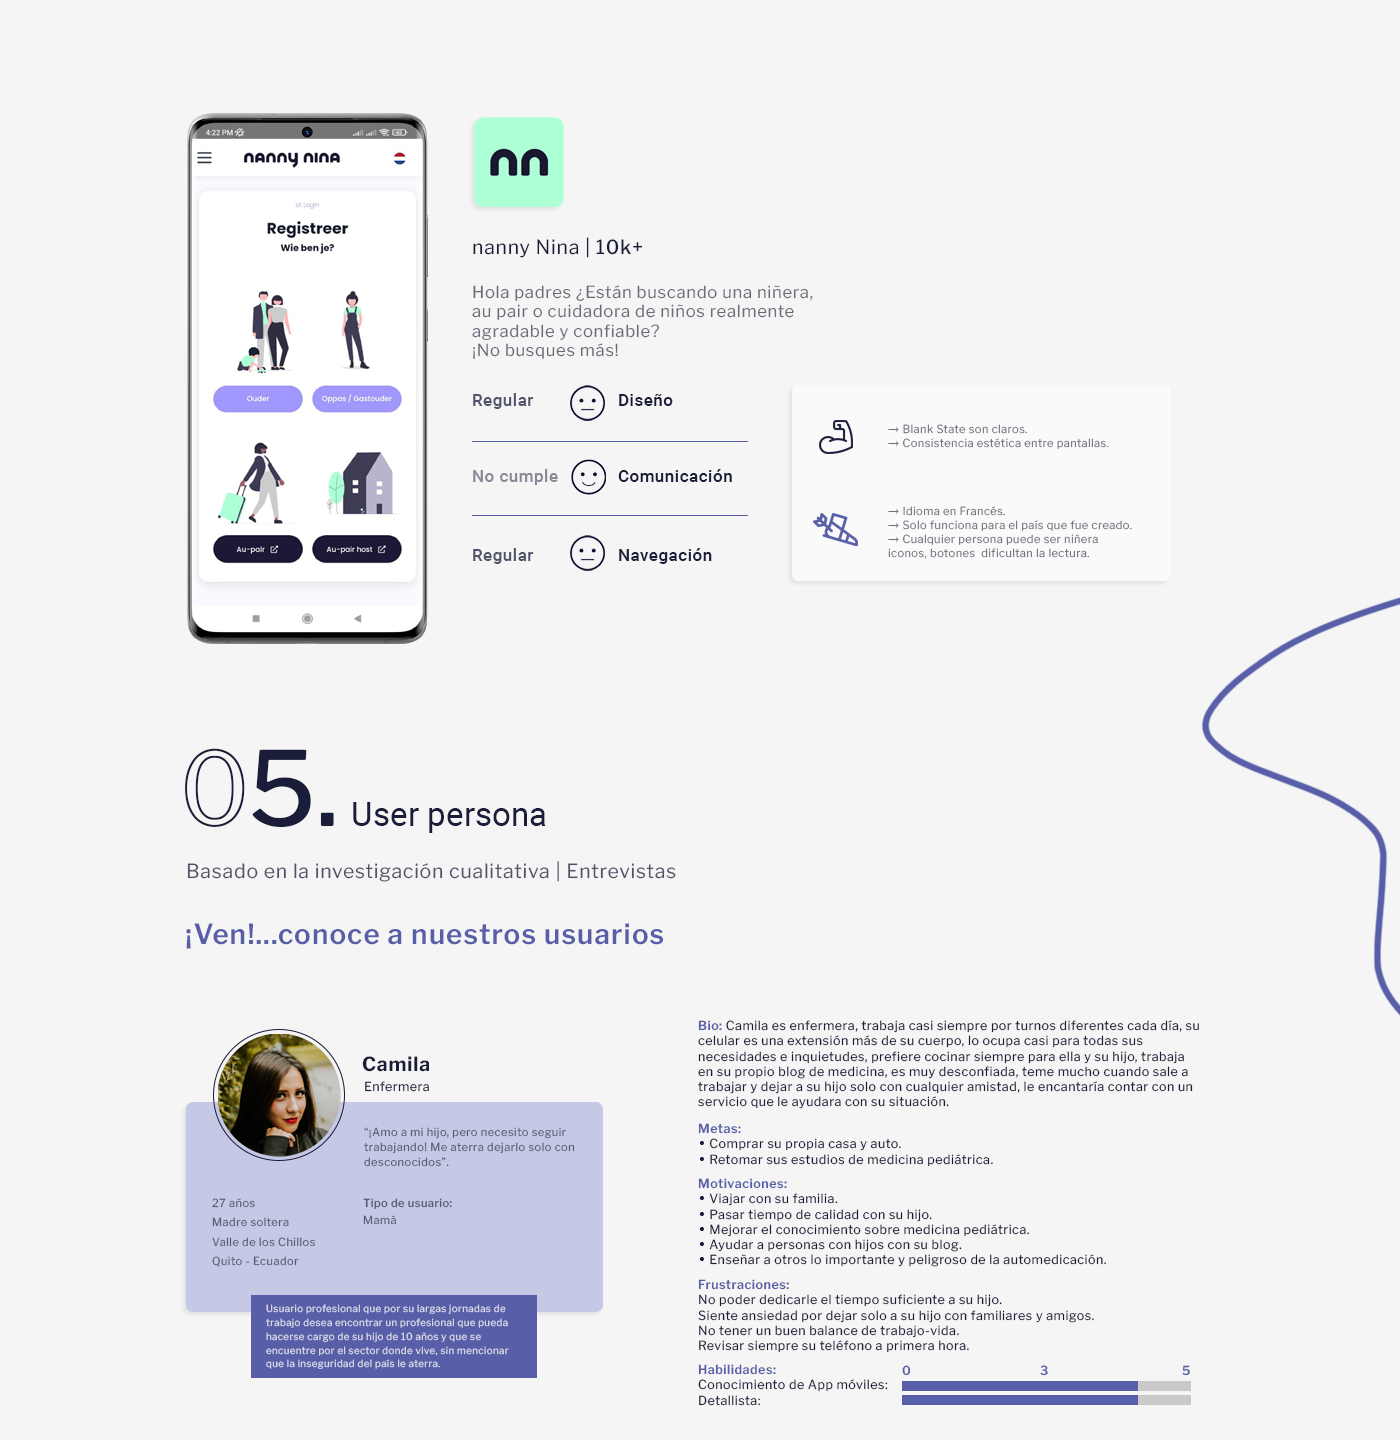 4:22 PM
nanny nina
of Login
Registreer
Wie ben je?
Ouder
Oppas / Gastouder
Au-pair
Au-pair host
nn
nanny Nina | 10k+
Hola padres ¿Están buscando una niñera,
au pair o cuidadora de niños realmente
agradable y confiable?
¡No busques más!
Regular
Diseño
No cumple
Comunicación
Regular
Navegación
→ Blank State son claros.
→ Consistencia estética entre pantallas.
→ Idioma en Francés.
→ Solo funciona para el país que fue creado.
→ Cualquier persona puede ser niñera
iconos, botones dificultan la lectura.
05. User persona
Basado en la investigación cualitativa | Entrevistas
¡Ven!...conoce a nuestros usuarios
Camila
Enfermera
“¡Amo a mi hijo, pero necesito seguir
trabajando! Me aterra dejarlo solo con
desconocidos”.
27 años
Madre soltera
Valle de los Chillos
Quito - Ecuador
Tipo de usuario:
Mamá
Usuario profesional que por su largas jornadas de
trabajo desea encontrar un profesional que pueda
hacerse cargo de su hijo de 10 años y que se
encuentre por el sector donde vive, sin mencionar
que la inseguridad del país le aterra.
Bio: Camila es enfermera, trabaja casi siempre por turnos diferentes cada día, su
celular es una extensión más de su cuerpo, lo ocupa casi para todas sus
necesidades e inquietudes, prefiere cocinar siempre para ella y su hijo, trabaja
en su propio blog de medicina, es muy desconfiada, teme mucho cuando sale a
trabajar y dejar a su hijo solo con cualquier amistad, le encantaría contar con un
servicio que le ayudara con su situación.
Metas:
• Comprar su propia casa y auto.
• Retomar sus estudios de medicina pediátrica.
Motivaciones:
• Viajar con su familia.
• Pasar tiempo de calidad con su hijo.
• Mejorar el conocimiento sobre medicina pediátrica.
• Ayudar a personas con hijos con su blog.
• Enseñar a otros lo importante y peligroso de la automedicación.
Frustraciones:
No poder dedicarle el tiempo suficiente a su hijo.
Siente ansiedad por dejar solo a su hijo con familiares y amigos.
No tener un buen balance de trabajo-vida.
Revisar siempre su teléfono a primera hora.
Habilidades:
0 3 5
Conocimiento de App móviles:
Detallista: